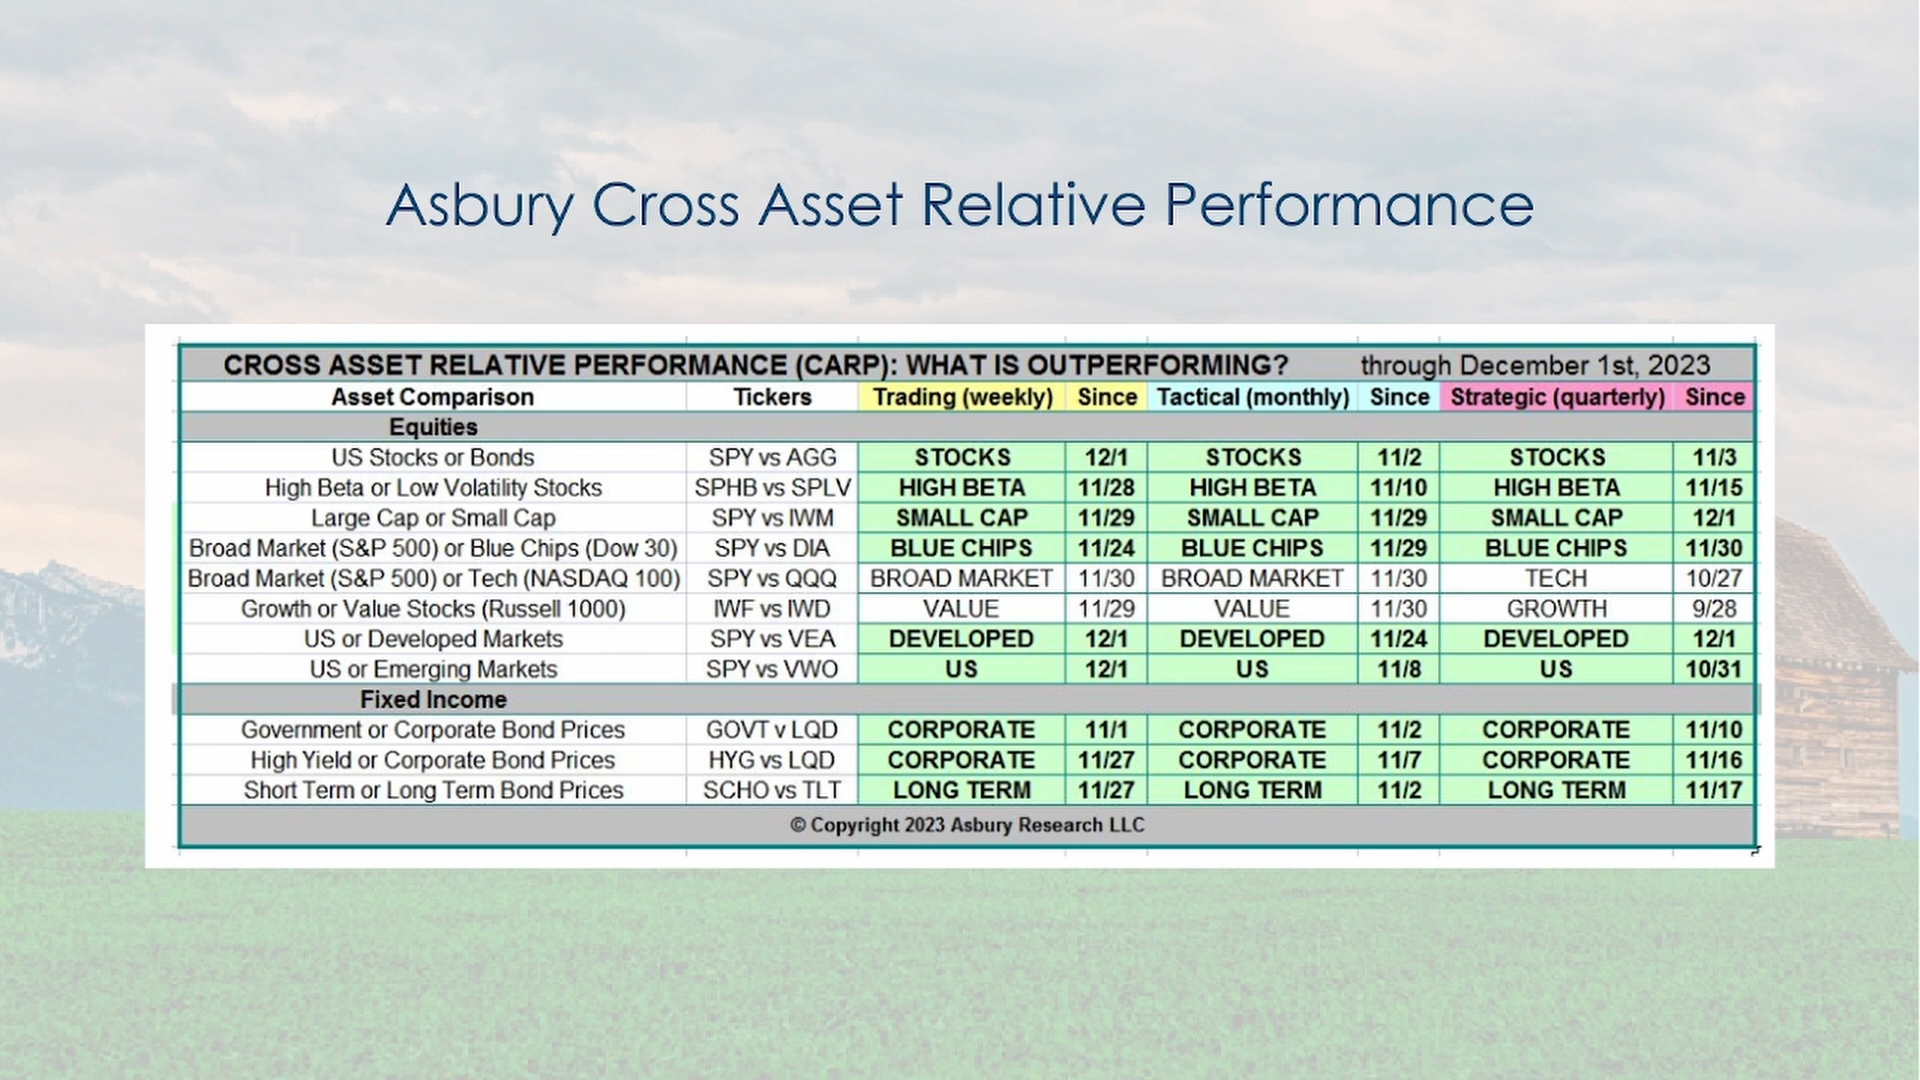 Asbury Cross Asset Relative Performance
CROSS ASSET RELATIVE PERFORMANCE (CARP): WHAT IS OUTPERFORMING? through December 1st, 2023
Asset Comparison Tickers Trading (weekly) Since Tactical (monthly) Since Strategic (quarterly) Since
Equities
US Stocks or Bonds SPY vs AGG STOCKS 12/1 STOCKS 11/2 STOCKS 11/3
High Beta or Low Volatility Stocks SPHB vs SPLV HIGH BETA 11/28 HIGH BETA 11/10 HIGH BETA 11/15
Large Cap or Small Cap SPY vs IWM SMALL CAP 11/29 SMALL CAP 11/29 SMALL CAP 12/1
Broad Market (S&P 500) or Blue Chips (Dow 30) SPY vs DIA BLUE CHIPS 11/24 BLUE CHIPS 11/29 BLUE CHIPS 11/30
Broad Market (S&P 500) or Tech (NASDAQ 100) SPY vs QQQ BROAD MARKET 11/30 BROAD MARKET 11/30 TECH 10/27
Growth or Value Stocks (Russell 1000) IWF vs IWD VALUE 11/29 VALUE 11/30 GROWTH 9/28
US or Developed Markets SPY vs VEA DEVELOPED 12/1 DEVELOPED 11/24 DEVELOPED 12/1
US or Emerging Markets SPY vs VWO US 12/1 US 11/8 US 10/31
Fixed Income
Government or Corporate Bond Prices GOVT v LQD CORPORATE 11/1 CORPORATE 11/2 CORPORATE 11/10
High Yield or Corporate Bond Prices HYG vs LQD CORPORATE 11/27 CORPORATE 11/7 CORPORATE 11/16
Short Term or Long Term Bond Prices SCHO vs TLT LONG TERM 11/27 LONG TERM 11/2 LONG TERM 11/17
© Copyright 2023 Asbury Research LLC